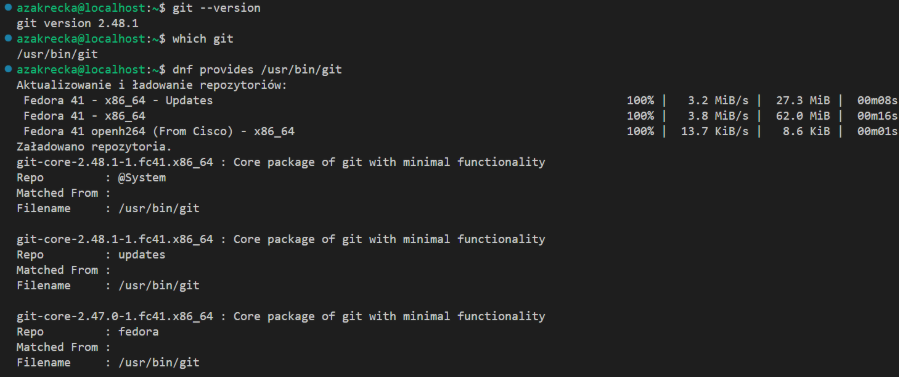 azakrecka@localhost:~$ git --version
git version 2.48.1
azakrecka@localhost:~$ which git
/usr/bin/git
azakrecka@localhost:~$ dnf provides /usr/bin/git
Aktualizowanie i ładowanie repozytoriów:
Fedora 41 - x86_64 - Updates 100% | 3.2 MiB/s | 27.3 MiB | 00m08s
Fedora 41 - x86_64 100% | 3.8 MiB/s | 62.0 MiB | 00m16s
Fedora 41 openh264 (From Cisco) - x86_64 100% | 13.7 KiB/s | 8.6 KiB | 00m01s
Załadowano repozytoria.
git-core-2.48.1-1.fc41.x86_64 : Core package of git with minimal functionality
Repo : @System
Matched From :
Filename : /usr/bin/git
git-core-2.48.1-1.fc41.x86_64 : Core package of git with minimal functionality
Repo : updates
Matched From :
Filename : /usr/bin/git
git-core-2.47.0-1.fc41.x86_64 : Core package of git with minimal functionality
Repo : fedora
Matched From :
Filename : /usr/bin/git